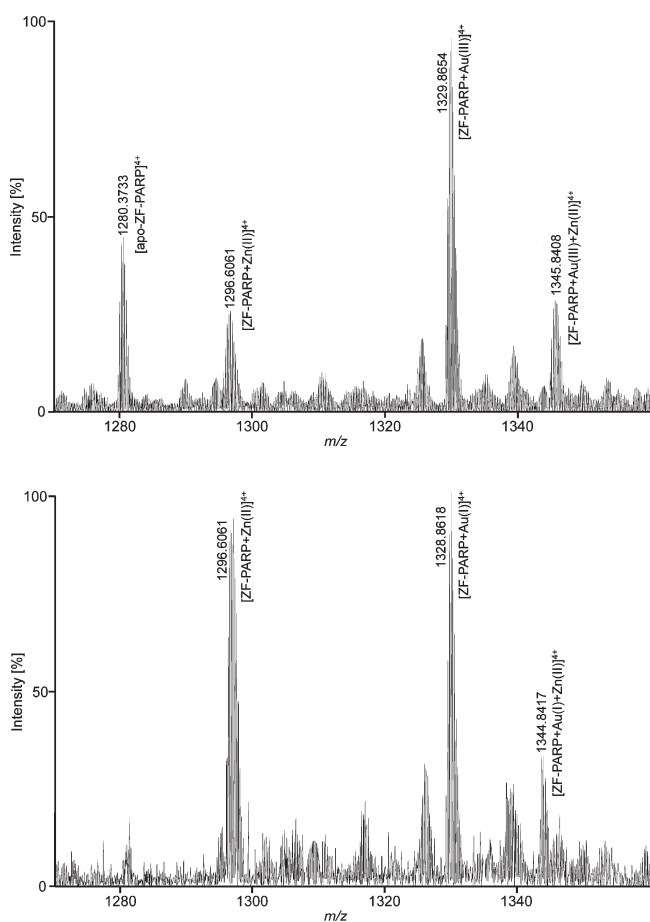 100
50
0
Intensity [%]
1280.3733
[apo-ZF-PARP]⁴⁺
1296.6061
[ZF-PARP+Zn(II)]⁴⁺
1329.8654
[ZF-PARP+Au(III)]⁴⁺
1345.8408
[ZF-PARP+Au(III)+Zn(II)]⁴⁺
1280 1300 1320 1340
m/z
100
50
0
Intensity [%]
1296.6061
[ZF-PARP+Zn(II)]⁴⁺
1328.8618
[ZF-PARP+Au(I)]⁴⁺
1344.8417
[ZF-PARP+Au(I)+Zn(II)]⁴⁺
1280 1300 1320 1340
m/z